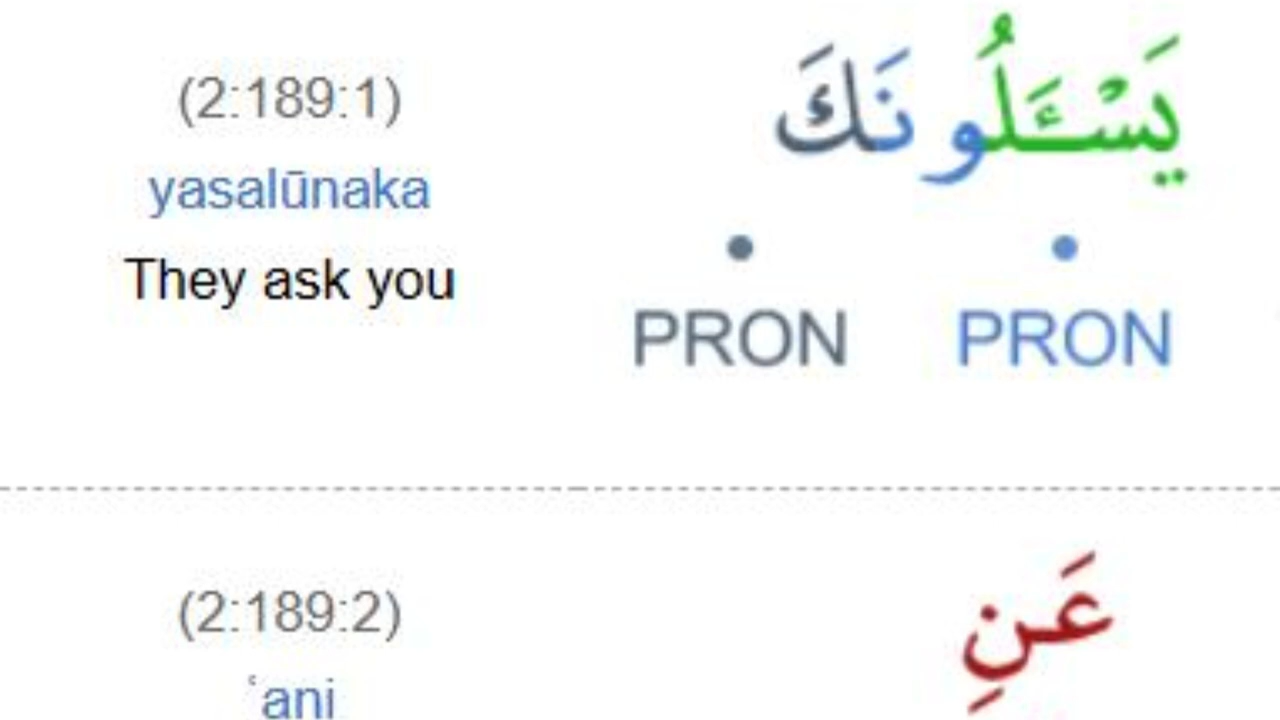 (2:189:1)
yasalūnaka
They ask you
يَسْـَٔلُونَكَ
PRON PRON
(2:189:2)
ʿani
عَنِ